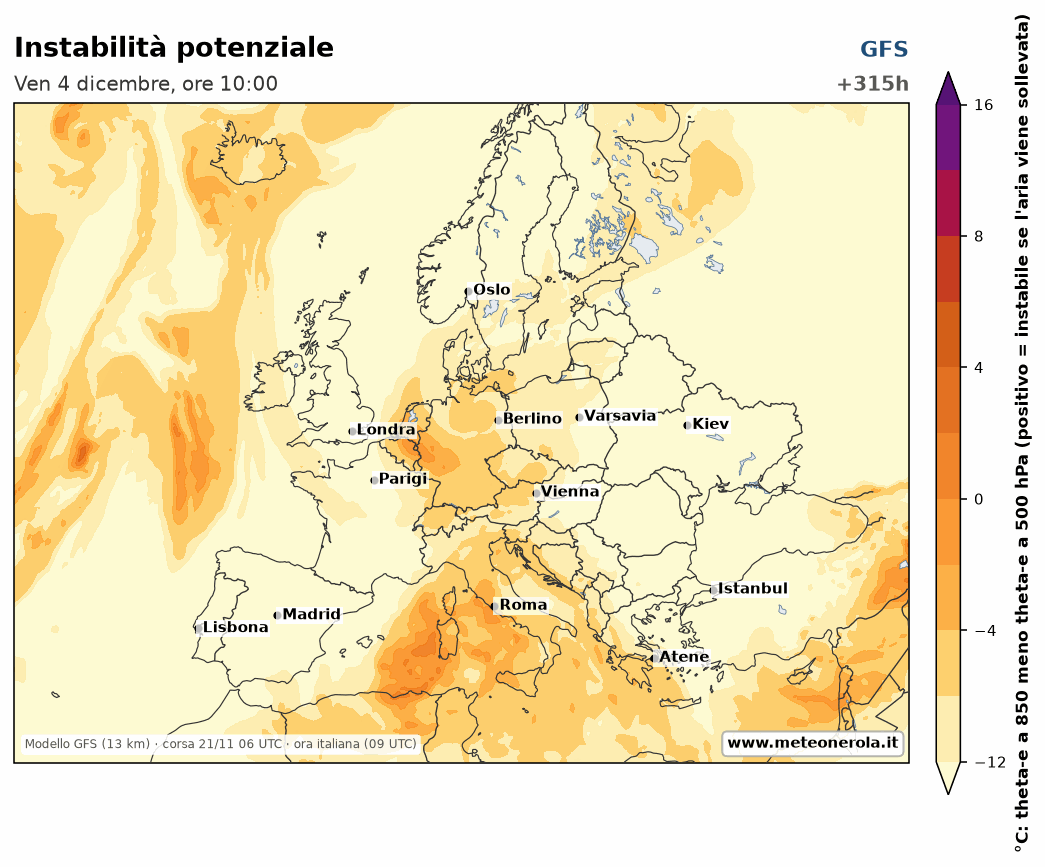 Instabilità potenziale
GFS
Ven 4 dicembre, ore 10:00
+315h
Oslo
Londra
Berlino
Varsavia
Kiev
Parigi
Vienna
Madrid
Lisbona
Roma
Istanbul
Atene
Modello GFS (13 km) · corsa 21/11 06 UTC · ora italiana (09 UTC)
www.meteonerola.it
16
8
4
0
−4
−12
°C: theta-e a 850 meno theta-e a 500 hPa (positivo = instabile se l'aria viene sollevata)